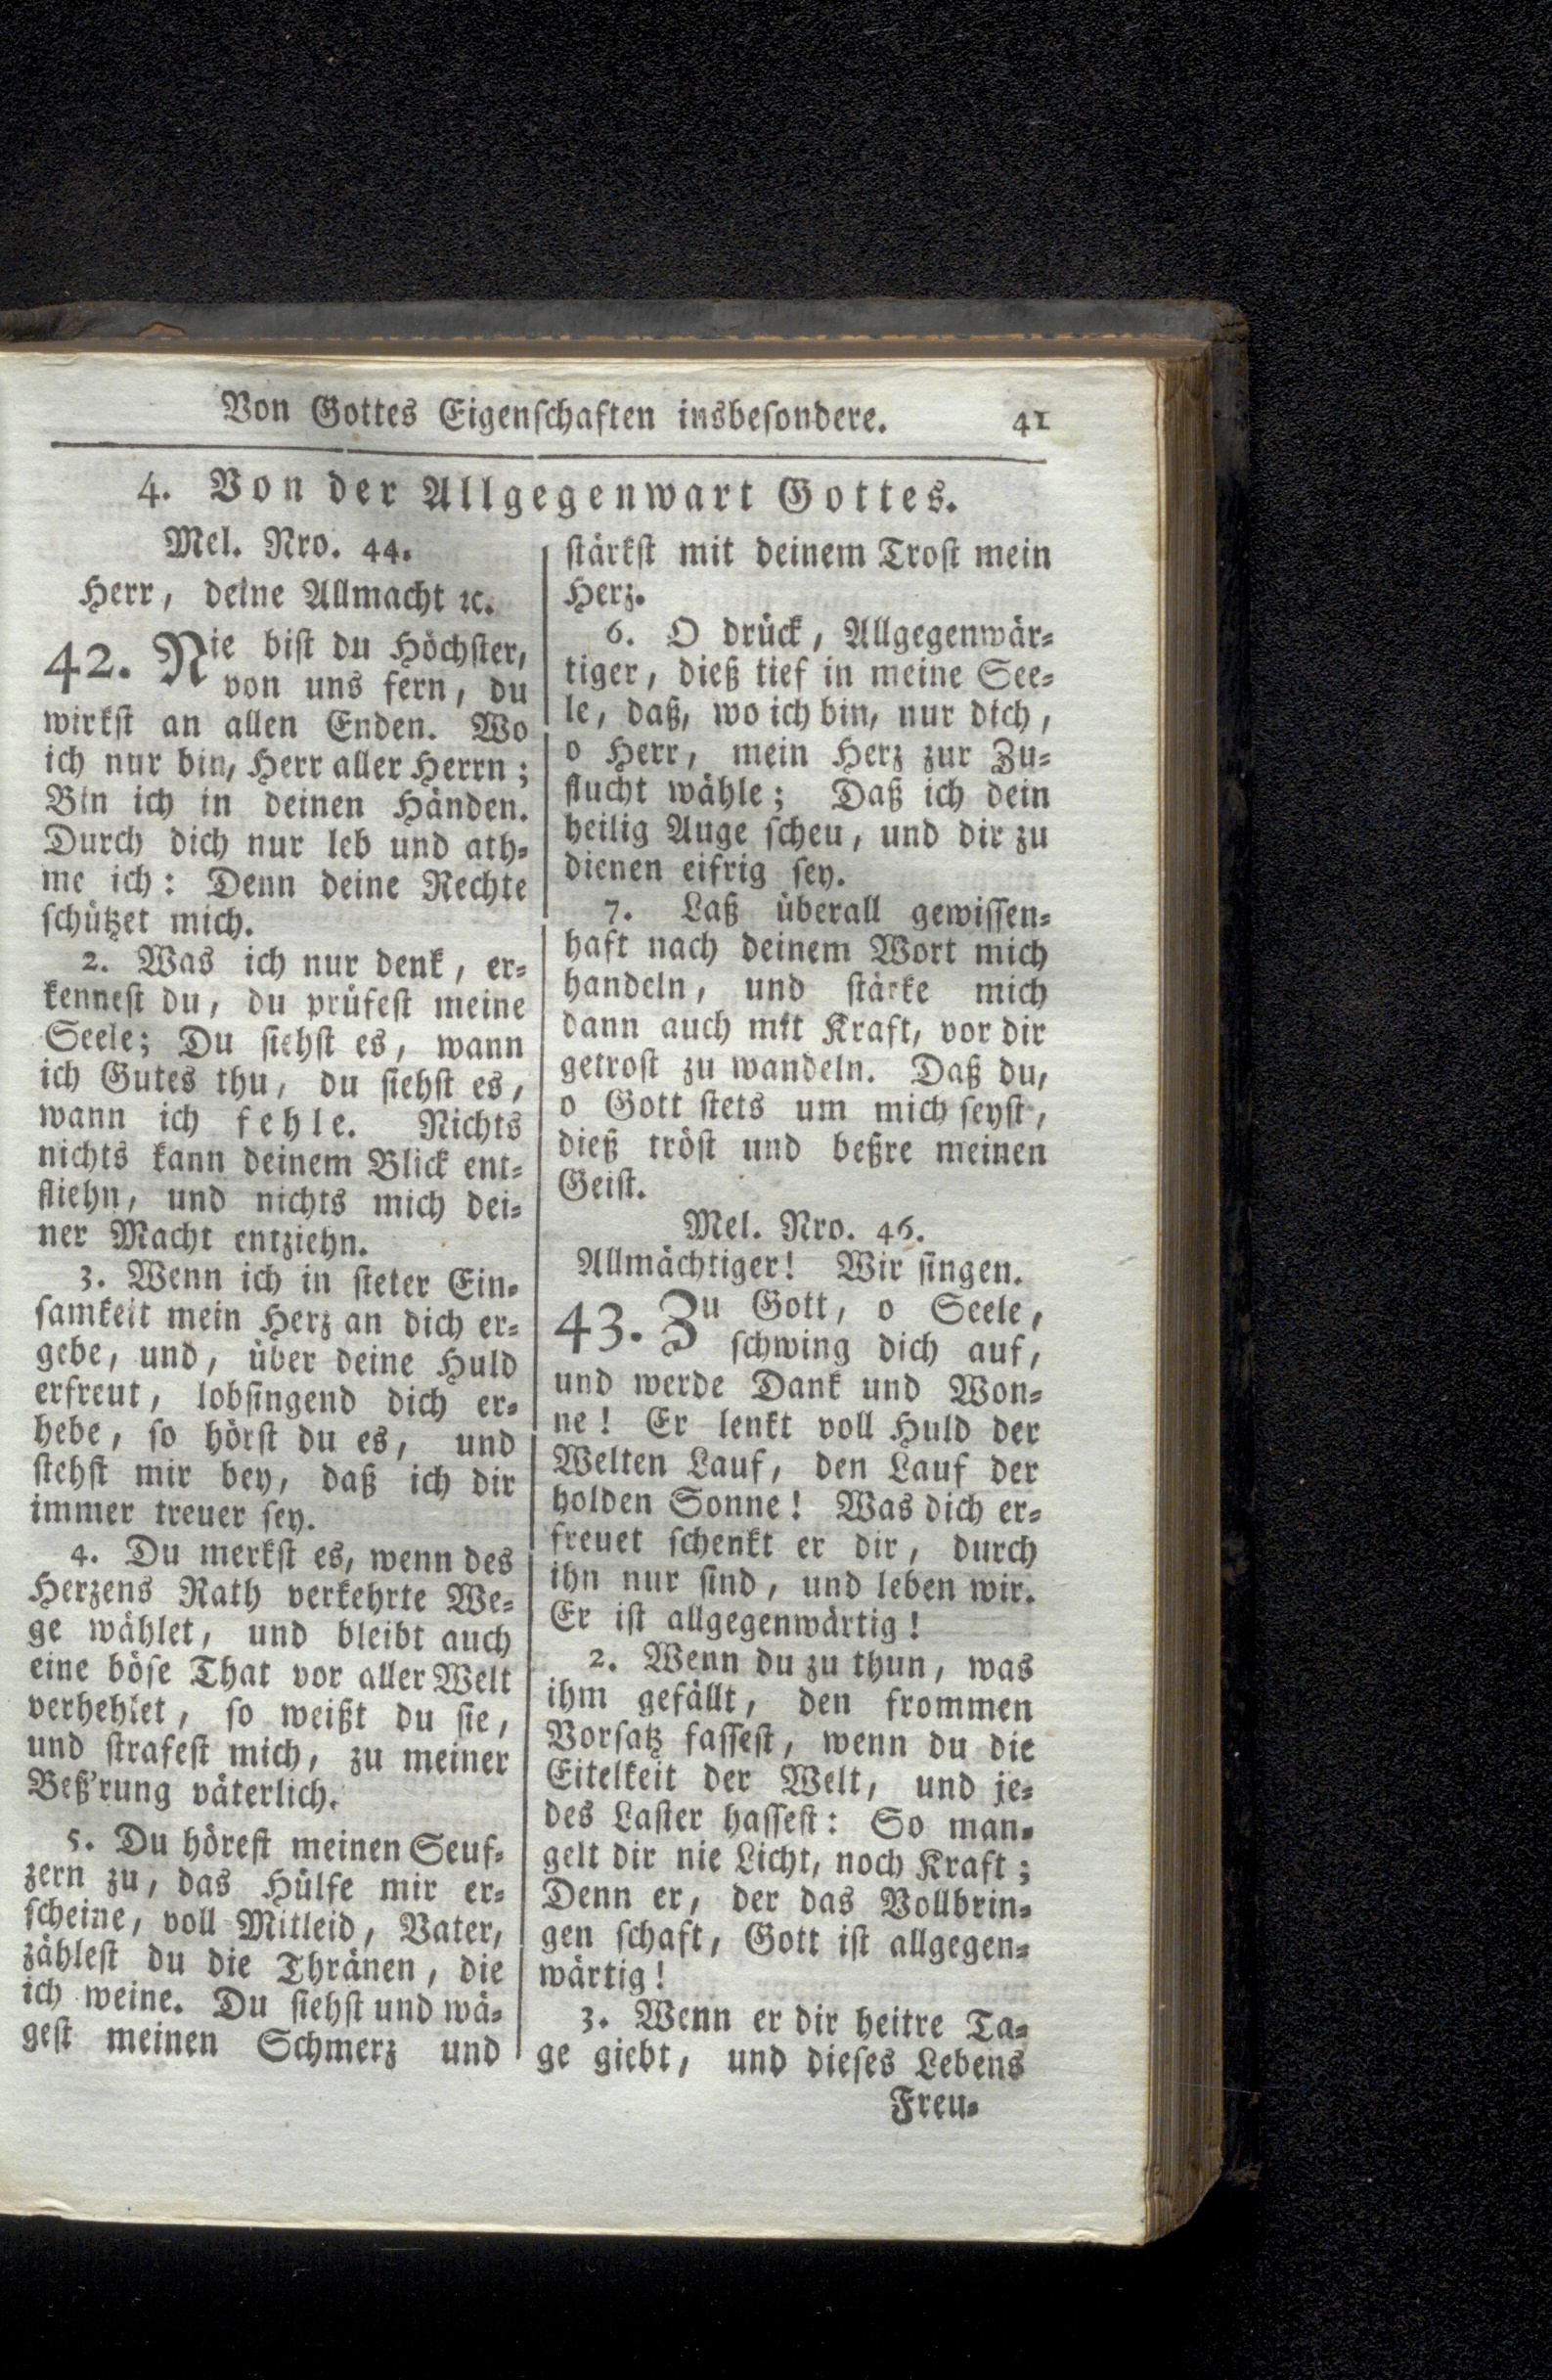 Von Gottes Eigenschaften insbesondere. 41
4. Von der Allgegenwart Gottes.
Mel. Nro. 44.
Herr, deine Allmacht ꝛc.
42. Nie bist du Höchster,
von uns fern, du
wirkst an allen Enden. Wo
ich nur bin, Herr aller Herrn;
Bin ich in deinen Händen.
Durch dich nur leb und ath-
me ich: Denn deine Rechte
schützet mich.
2. Was ich nur denk, er-
kennest du, du prüfest meine
Seele; Du siehst es, wann
ich Gutes thu, du siehst es,
wann ich fehle. Nichts
nichts kann deinem Blick ent-
fliehn, und nichts mich dei-
ner Macht entziehn.
3. Wenn ich in steter Ein-
samkeit mein Herz an dich er-
gebe, und, über deine Huld
erfreut, lobsingend dich er-
hebe, so hörst du es, und
stehst mir bey, daß ich dir
immer treuer sey.
4. Du merkst es, wenn des
Herzens Rath verkehrte We-
ge wählet, und bleibt auch
eine böse That vor aller Welt
verhehlet, so weißt du sie,
und strafest mich, zu meiner
Beß'rung väterlich.
5. Du hörest meinen Seuf-
zern zu, das Hülfe mir er-
scheine, voll Mitleid, Vater,
zählest du die Thränen, die
ich weine. Du siehst und wä-
gest meinen Schmerz und
stärkst mit deinem Trost mein
Herz.
6. O drück, Allgegenwär-
tiger, dieß tief in meine See-
le, daß, wo ich bin, nur dich,
o Herr, mein Herz zur Zu-
flucht wähle; Daß ich dein
heilig Auge scheu, und dir zu
dienen eifrig sey.
7. Laß überall gewissen-
haft nach deinem Wort mich
handeln, und stärke mich
dann auch mit Kraft, vor dir
getrost zu wandeln. Daß du,
o Gott stets um mich seyst,
dieß tröst und beßre meinen
Geist.
Mel. Nro. 46.
Allmächtiger! Wir singen.
43. Zu Gott, o Seele,
schwing dich auf,
und werde Dank und Won-
ne! Er lenkt voll Huld der
Welten Lauf, den Lauf der
holden Sonne! Was dich er-
freuet schenkt er dir, durch
ihn nur sind, und leben wir.
Er ist allgegenwärtig!
2. Wenn du zu thun, was
ihm gefällt, den frommen
Vorsatz fassest, wenn du die
Eitelkeit der Welt, und je-
des Laster hassest: So man-
gelt dir nie Licht, noch Kraft;
Denn er, der das Vollbrin-
gen schaft, Gott ist allgegen-
wärtig!
3. Wenn er dir heitre Ta-
ge giebt, und dieses Lebens
Freu-